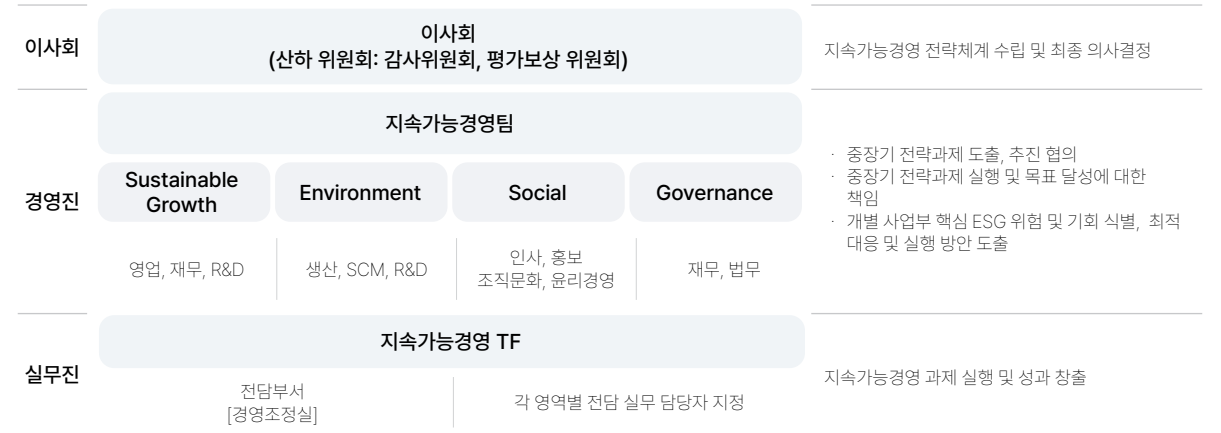 이사회
이사회
(산하 위원회: 감사위원회, 평가보상 위원회)
지속가능경영 전략체계 수립 및 최종 의사결정
경영진
지속가능경영팀
Sustainable
Growth
Environment
Social
Governance
영업, 재무, R&D
생산, SCM, R&D
인사, 홍보
조직문화, 윤리경영
재무, 법무
· 중장기 전략과제 도출, 추진 협의
· 중장기 전략과제 실행 및 목표 달성에 대한
책임
· 개별 사업부 핵심 ESG 위험 및 기회 식별, 최적
대응 및 실행 방안 도출
실무진
지속가능경영 TF
전담부서
[경영조정실]
각 영역별 전담 실무 담당자 지정
지속가능경영 과제 실행 및 성과 창출